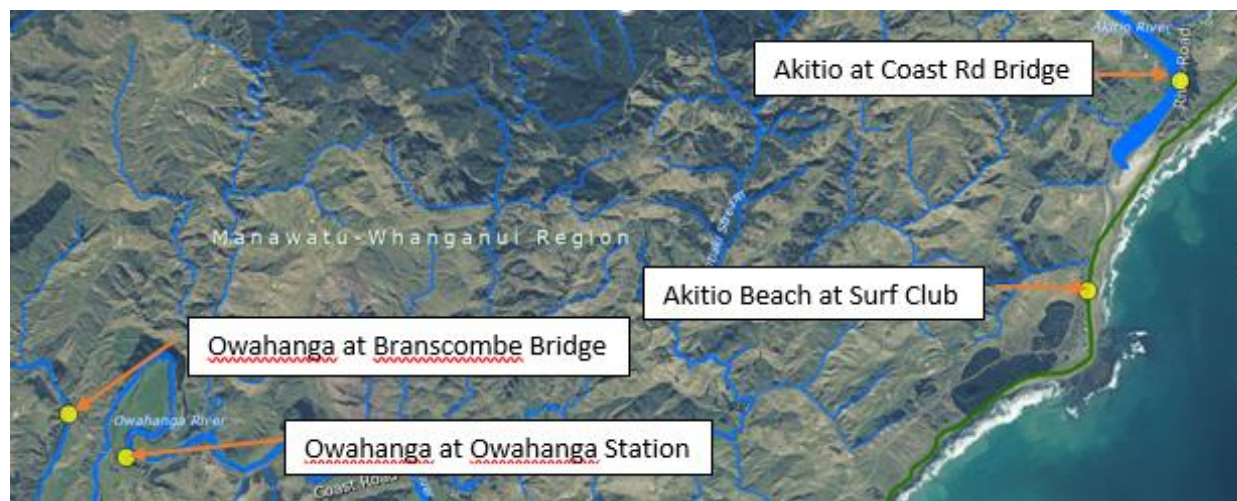 Akitio River
Akitio at Coast Rd Bridge
Road
Manawatu-Whanganui Region
Akitio Beach at Surf Club
Owahanga at Branscombe Bridge
Owahanga River
Owahanga at Owahanga Station
Coast Road